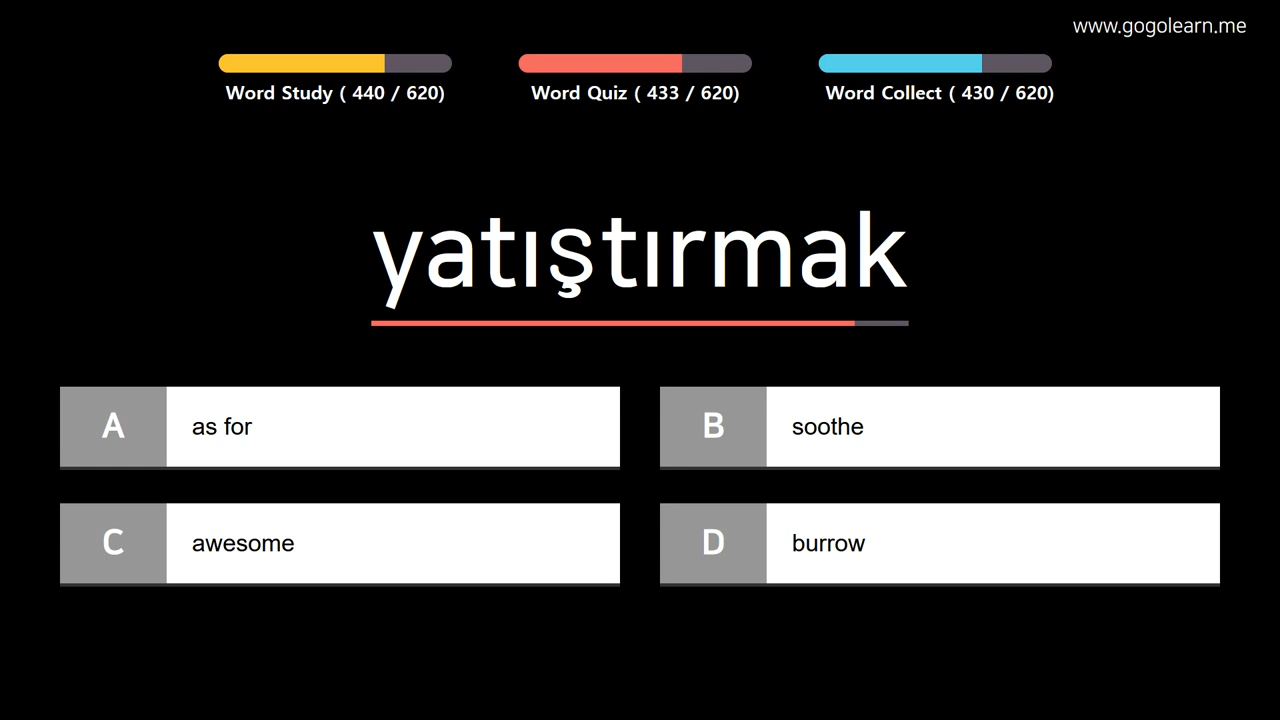 www.gogolearn.me
Word Study ( 440 / 620)
Word Quiz ( 433 / 620)
Word Collect ( 430 / 620)
yatıştırmak
A as for
B soothe
C awesome
D burrow